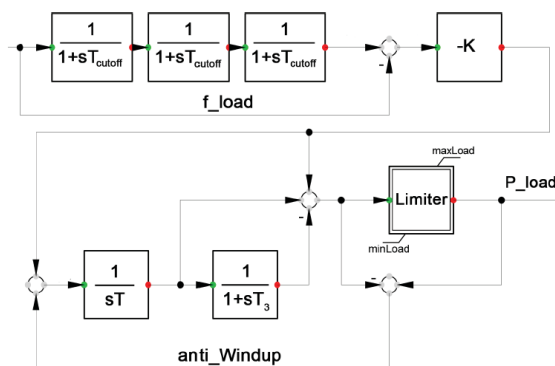 1 1 1 -K
1+sTcutoff 1+sTcutoff 1+sTcutoff
-
f_load
maxLoad
Limiter P_load
-
minLoad
1 1 -
sT 1+sT3
anti_Windup